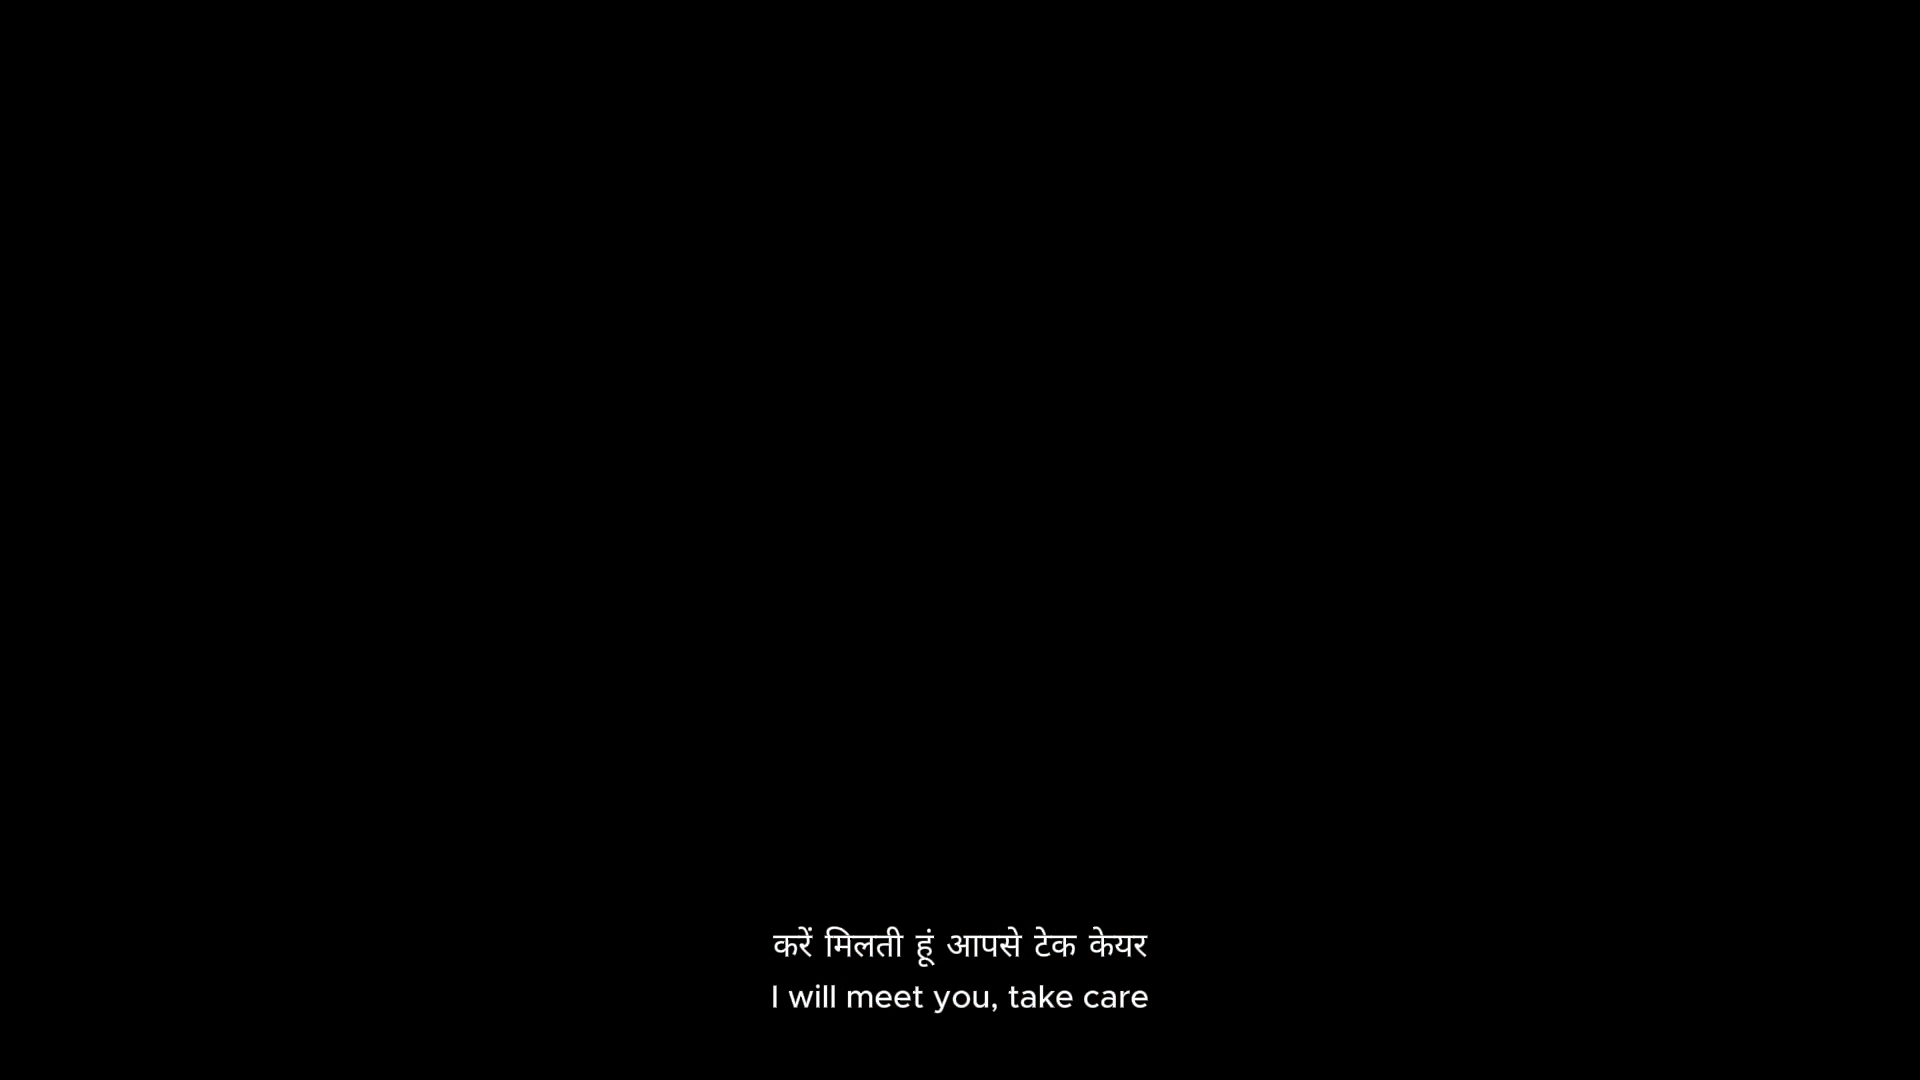 करें मिलती हूं आपसे टेक केयर
I will meet you, take care